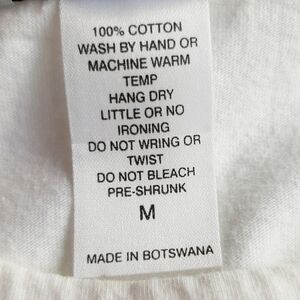 100% COTTON
WASH BY HAND OR
MACHINE WARM
TEMP
HANG DRY
LITTLE OR NO
IRONING
DO NOT WRING OR
TWIST
DO NOT BLEACH
PRE-SHRUNK
M
MADE IN BOTSWANA